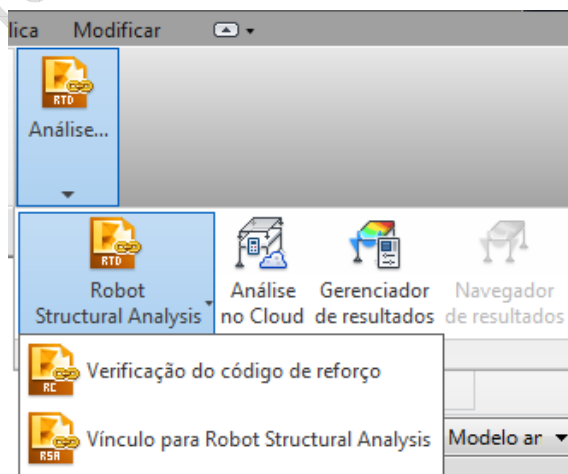 lica Modificar
RTD
Análise...
RTD
Robot
Structural Analysis
Análise
no Cloud
Gerenciador
de resultados
Navegador
de resultados
RC
Verificação do código de reforço
RSA
Vínculo para Robot Structural Analysis
Modelo ar